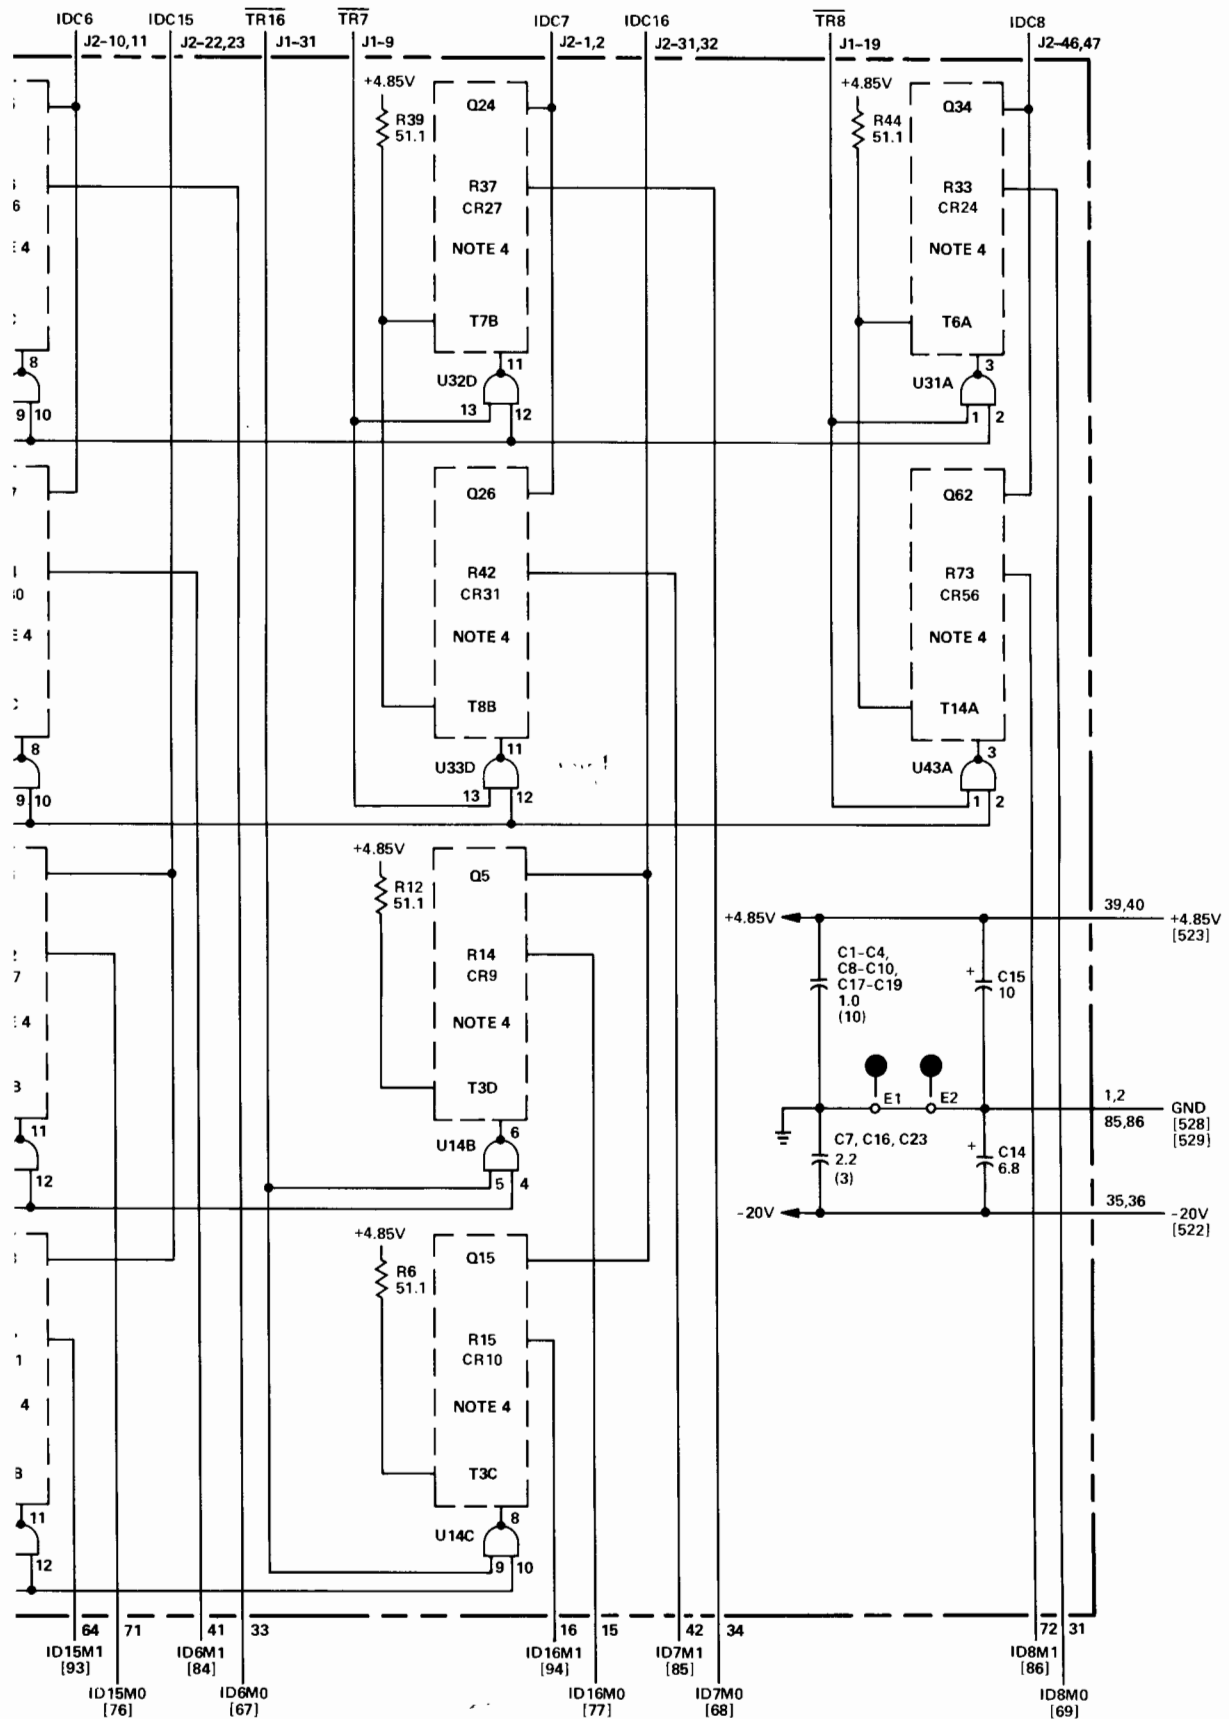 IDC6 IDC15 TR16 TR7 IDC7 IDC16 TR8 IDC8
J2-10,11 J2-22,23 J1-31 J1-9 J2-1,2 J2-31,32 J1-19 J2-46,47
+4.85V
R39
51.1
Q24
R37
CR27
NOTE 4
T7B
11
U32D
13 12
+4.85V
R44
51.1
Q34
R33
CR24
NOTE 4
T6A
3
U31A
1 2
6
4
8
9 10
Q26
R42
CR31
NOTE 4
T8B
11
U33D
13 12
Q62
R73
CR56
NOTE 4
T14A
3
U43A
1 2
7
E 4
8
9 10
+4.85V
R12
51.1
Q5
R14
CR9
NOTE 4
T3D
6
U14B
5 4
7
4
11
12
+4.85V
39,40
+4.85V
[523]
C1-C4,
C8-C10,
C17-C19
1.0
(10)
+ C15
10
E1 E2
1,2
GND
85,86
[528]
[529]
C7, C16, C23
2.2
(3)
+ C14
6.8
-20V
35,36
-20V
[522]
+4.85V
R6
51.1
Q15
R15
CR10
NOTE 4
T3C
8
U14C
9 10
1
4
11
12
64 71 41 33 16 15 42 34 72 31
ID15M1 ID6M1 ID16M1 ID7M1 ID8M1
[93] [84] [94] [85] [86]
ID15M0 ID6M0 ID16M0 ID7M0 ID8M0
[76] [67] [77] [68] [69]